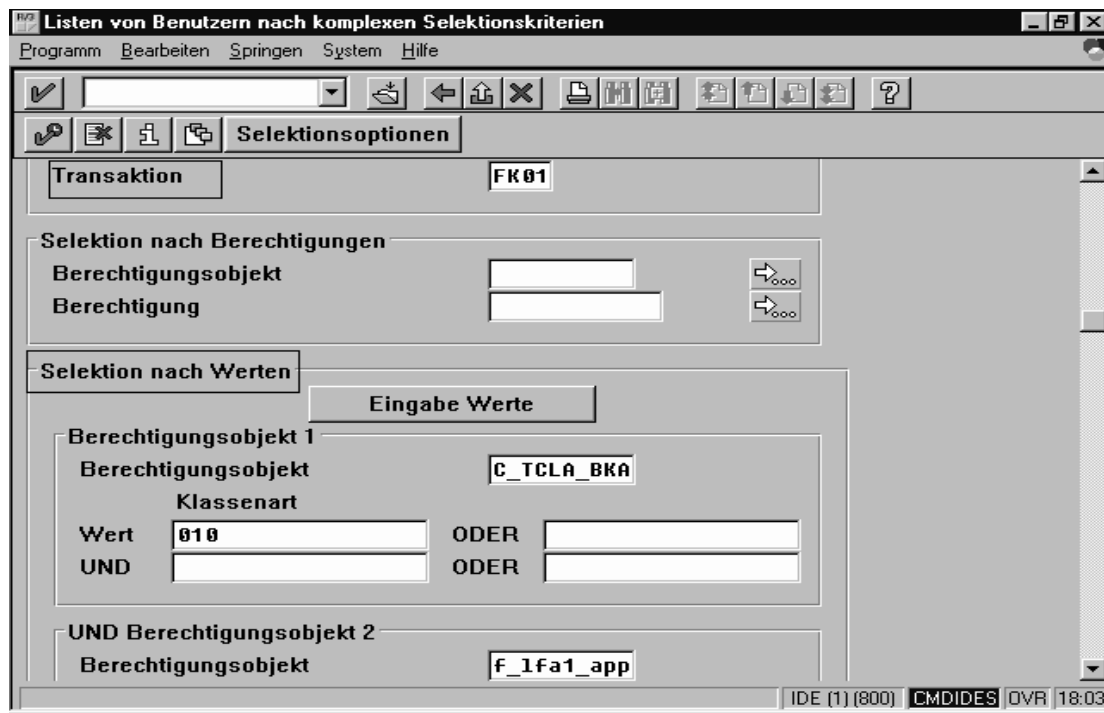 R/3 Listen von Benutzern nach komplexen Selektionskriterien
Programm Bearbeiten Springen System Hilfe
Selektionsoptionen
Transaktion FK01
Selektion nach Berechtigungen
Berechtigungsobjekt
Berechtigung
Selektion nach Werten
Eingabe Werte
Berechtigungsobjekt 1
Berechtigungsobjekt C_TCLA_BKA
Klassenart
Wert 010 ODER
UND ODER
UND Berechtigungsobjekt 2
Berechtigungsobjekt f_lfa1_app
IDE (1) (800) CMDIDES OVR 18:03